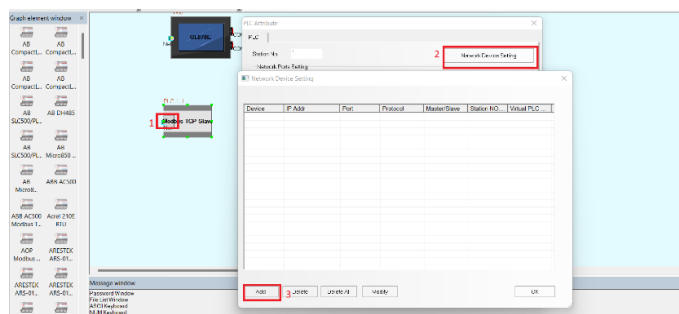 Graph element window ×
AB Compactl...
AB Compactl...
AB Compactl...
AB Compactl...
AB SLC500/PL...
AB DH485
AB SLC500/PL...
AB Micro850 ...
AB
ABB AC500
ABB AC500 Modbus T...
Acrel 210E RTU
AOP Modbus ...
ARESTEK ARS-01...
ARESTEK ARS-01...
ARESTEK ARS-01...
1
Modbus TCP Slave
PLC Attribute
PLC
Station No.
2
Network Device Setting
Network Ports Setting
Network Device Setting
Device
IP Addr
Port
Protocol
Master/Slave
Station NO...
Virtual PLC ...
Add
3
Delete
Delete All
Modify
OK
Message window
Password Window
File List Window
ASCII Keyboard
NUM Keyboard